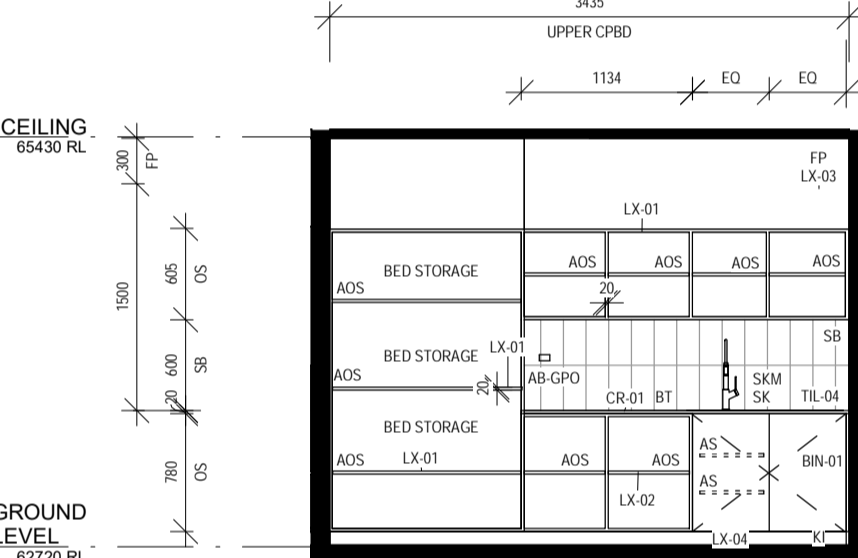 3435
UPPER CPBD
1134
EQ
EQ
CEILING
65430 RL
300
FP
FP
LX-03
LX-01
605
OS
BED STORAGE
AOS
AOS
AOS
AOS
AOS
20
1500
600
SB
BED STORAGE
LX-01
SB
AOS
AB-GPO
SKM
20
CR-01
BT
SK
TIL-04
20
BED STORAGE
780
OS
AOS
LX-01
AOS
AOS
AS
BIN-01
AS
LX-02
GROUND
LEVEL
62720 RL
LX-04
KI